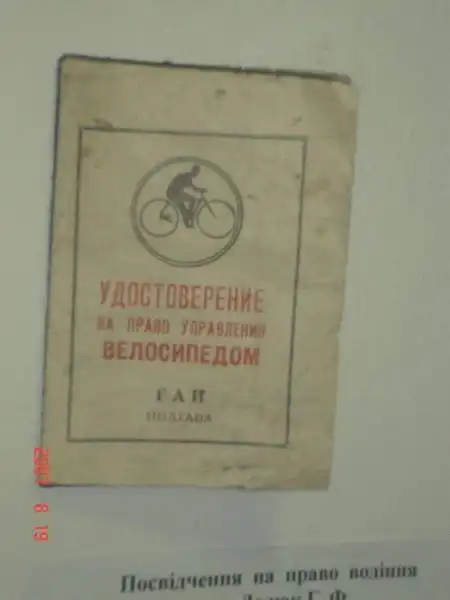 УДОСТОВЕРЕНИЕ
НА ПРАВО УПРАВЛЕНИЯ
ВЕЛОСИПЕДОМ
ГАИ
ПОЛТАВА
Посвідчення на право водіння
Г. Ф.